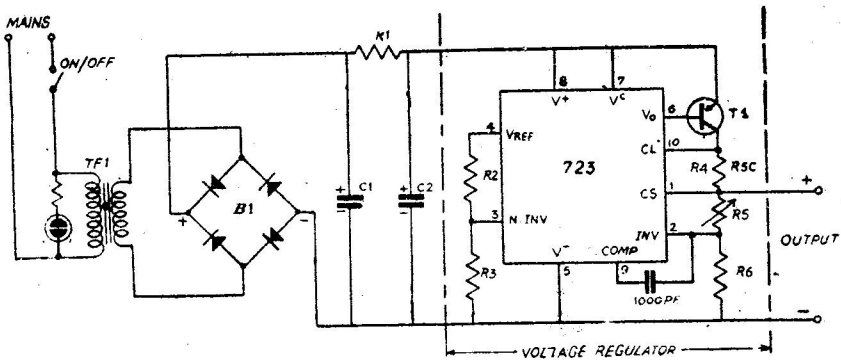 MAINS
ON/OFF
TF1
B1
+
-
R1
+
C1
-
+
C2
-
8
V+
7
VC
4
VREF
R2
723
3
N INV
R3
V-
5
COMP
9
100GPF
VO
6
T1
CL
10
R4
RSC
CS
1
R5
INV
2
R6
+
OUTPUT
-
VOLTAGE REGULATOR